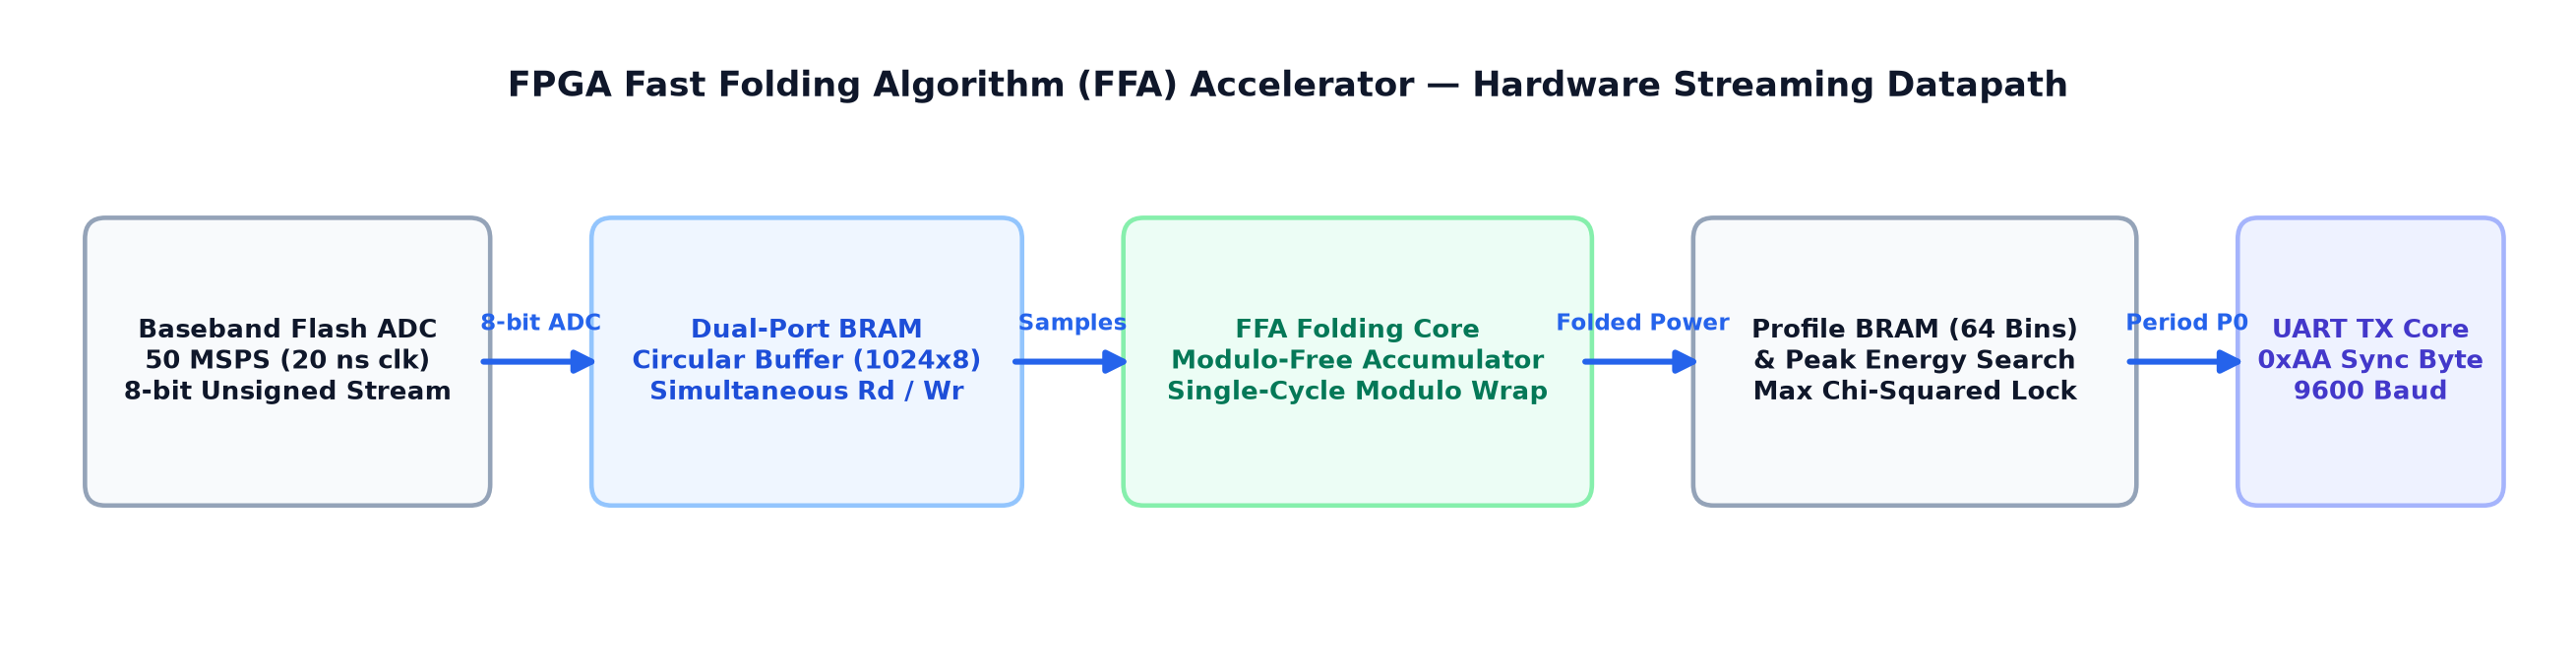 FPGA Fast Folding Algorithm (FFA) Accelerator — Hardware Streaming Datapath
Baseband Flash ADC
50 MSPS (20 ns clk)
8-bit Unsigned Stream
8-bit ADC
Dual-Port BRAM
Circular Buffer (1024x8)
Simultaneous Rd / Wr
Samples
FFA Folding Core
Modulo-Free Accumulator
Single-Cycle Modulo Wrap
Folded Power
Profile BRAM (64 Bins)
& Peak Energy Search
Max Chi-Squared Lock
Period P0
UART TX Core
0xAA Sync Byte
9600 Baud